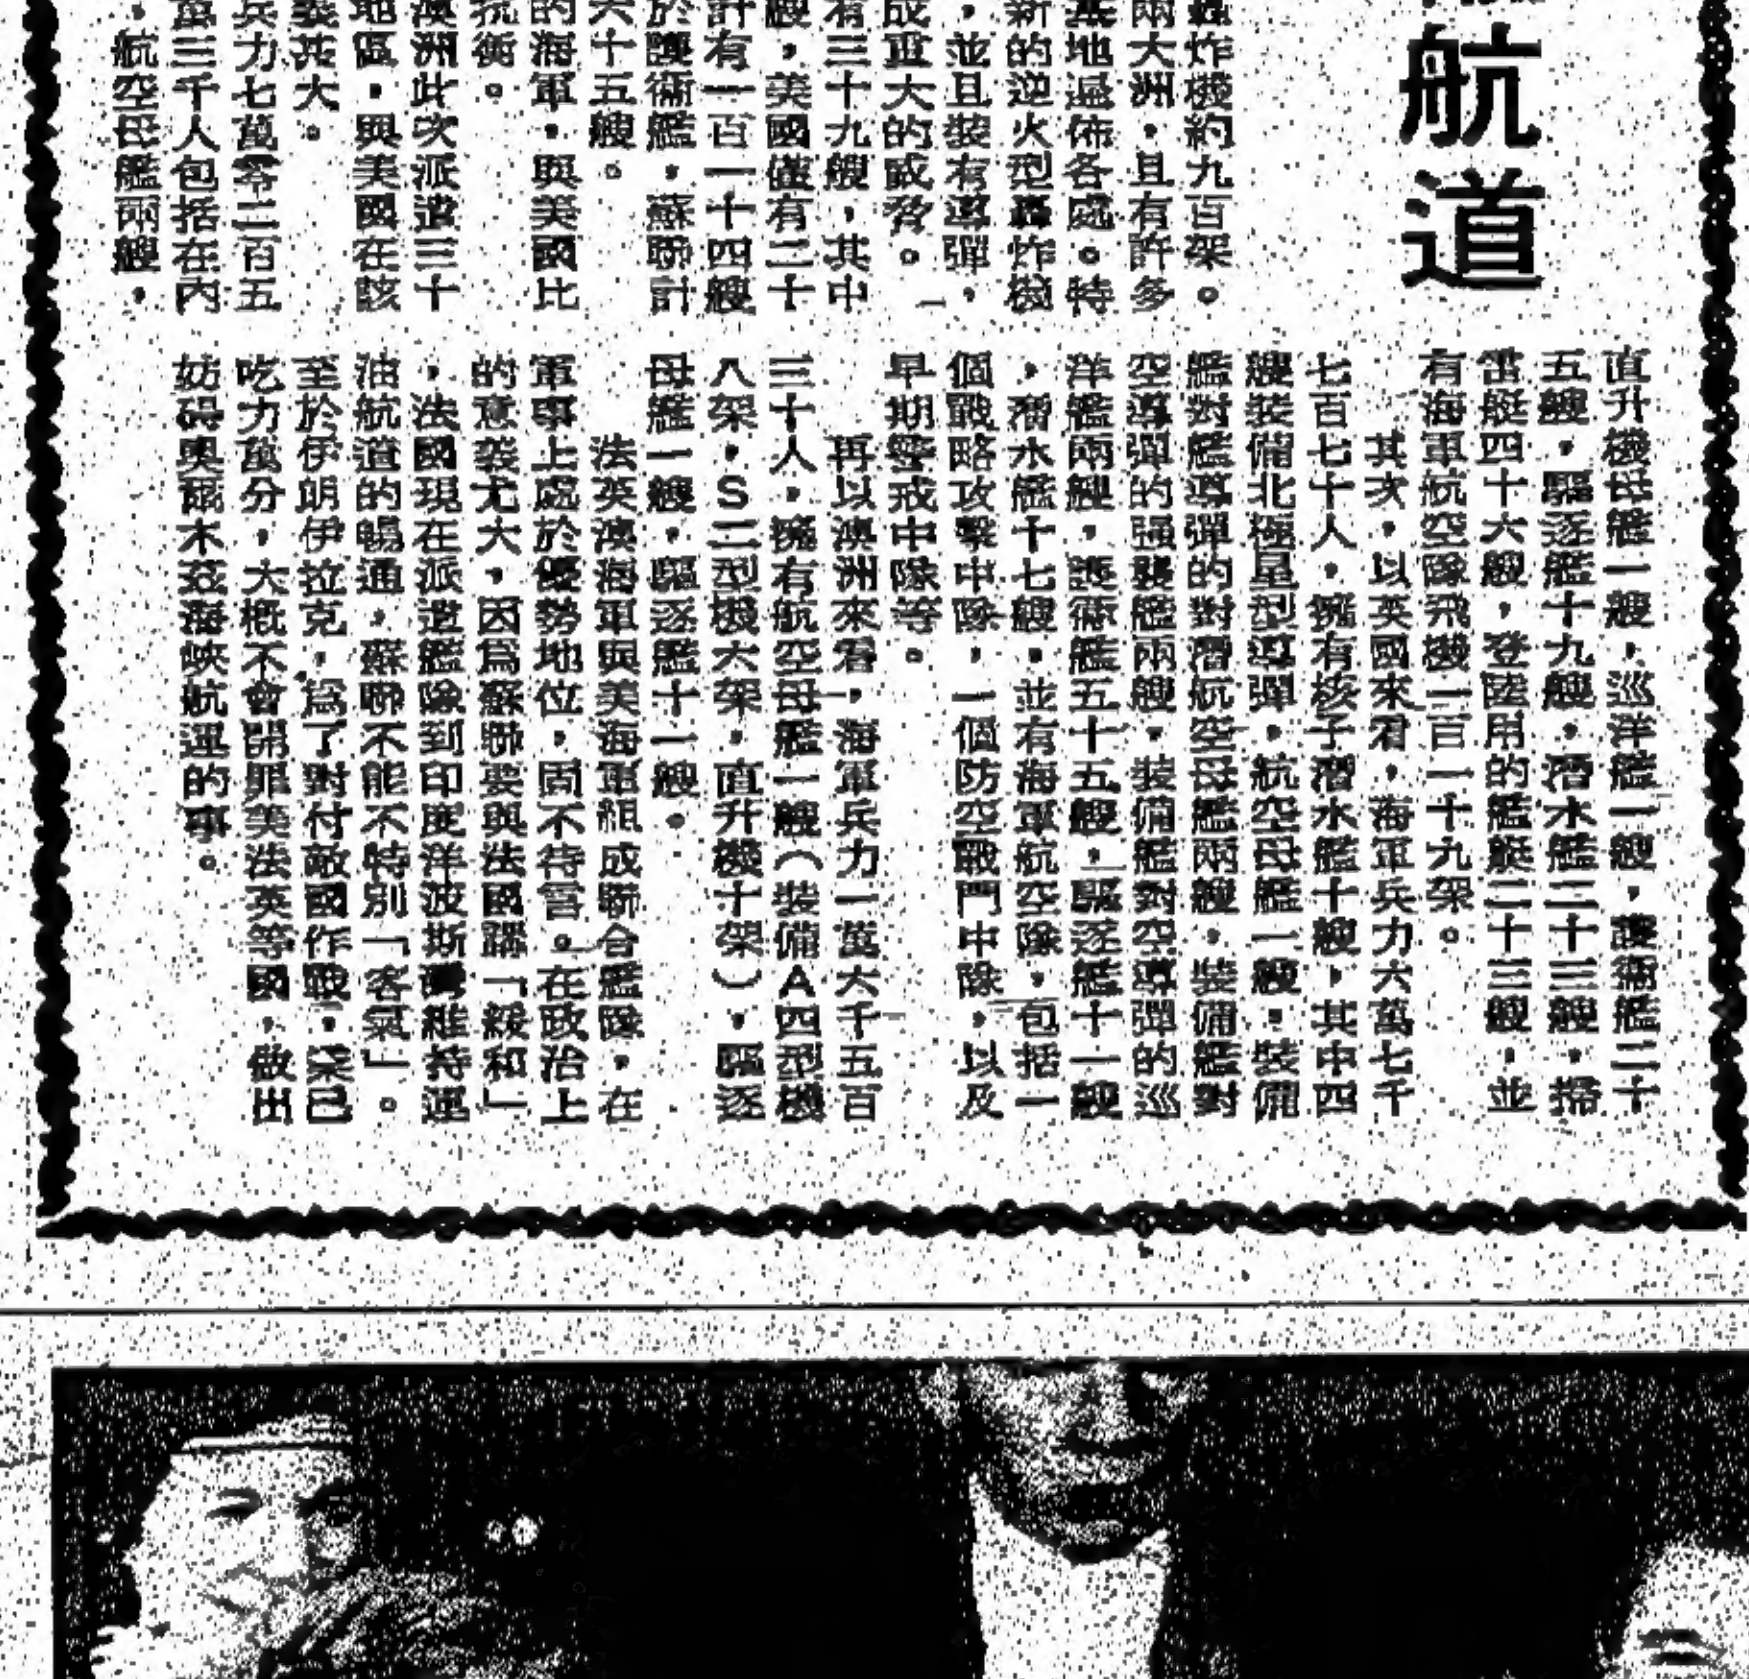 航道
轟炸機約九百架。
兩大洲，且有許多
基地遍佈各處。特
新的逆火型轟炸機
，並且裝有導彈，
成重大的威脅。
有三十九艘，其中
艘，美國僅有二十
計有一百一十四艘
於護衛艦，蘇聯計
六十五艘。
的海軍，與美國比
抗衡。
澳洲此次派遣三十
地區，與美國在該
義甚大。
兵力七萬零二百五
萬三千人包括在內
，航空母艦兩艘，
直升機母艦一艘，巡洋艦一艘，護衛艦二十
五艘，驅逐艦十九艘，潛水艦二十三艘，掃
雷艇四十六艘，登陸用的艦艇二十三艘，並
有海軍航空隊飛機一百一十九架。
其次，以英國來看，海軍兵力六萬七千
七百七十人，擁有核子潛水艦十艘，其中四
艘裝備北極星型導彈，航空母艦一艘，裝備
艦對艦導彈的對潛航空母艦兩艘，裝備艦對
空導彈的强襲艦兩艘，裝備艦對空導彈的巡
洋艦兩艘，護衛艦五十五艘，驅逐艦十一艘
，潛水艦十七艘，並有海軍航空隊，包括一
個戰略攻擊中隊，一個防空戰鬥中隊，以及
早期警戒中隊等。
再以澳洲來看，海軍兵力一萬六千五百
三十人，擁有航空母艦一艘（裝備A四型機
八架，S二型機六架，直升機十架），驅逐
母艦一艘，驅逐艦十一艘。
法英澳海軍與美海軍組成聯合艦隊，在
軍事上處於優勢地位，固不待言。在政治上
的意義尤大，因爲蘇聯要與法國講「緩和」
，法國現在派遣艦隊到印度洋波斯灣維持運
油航道的暢通，蘇聯不能不特別「客氣」。
至於伊朗伊拉克，爲了對付敵國作戰，業已
吃力萬分，大概不會開罪美法英等國，做出
妨碍奧爾木茲海峽航運的事。